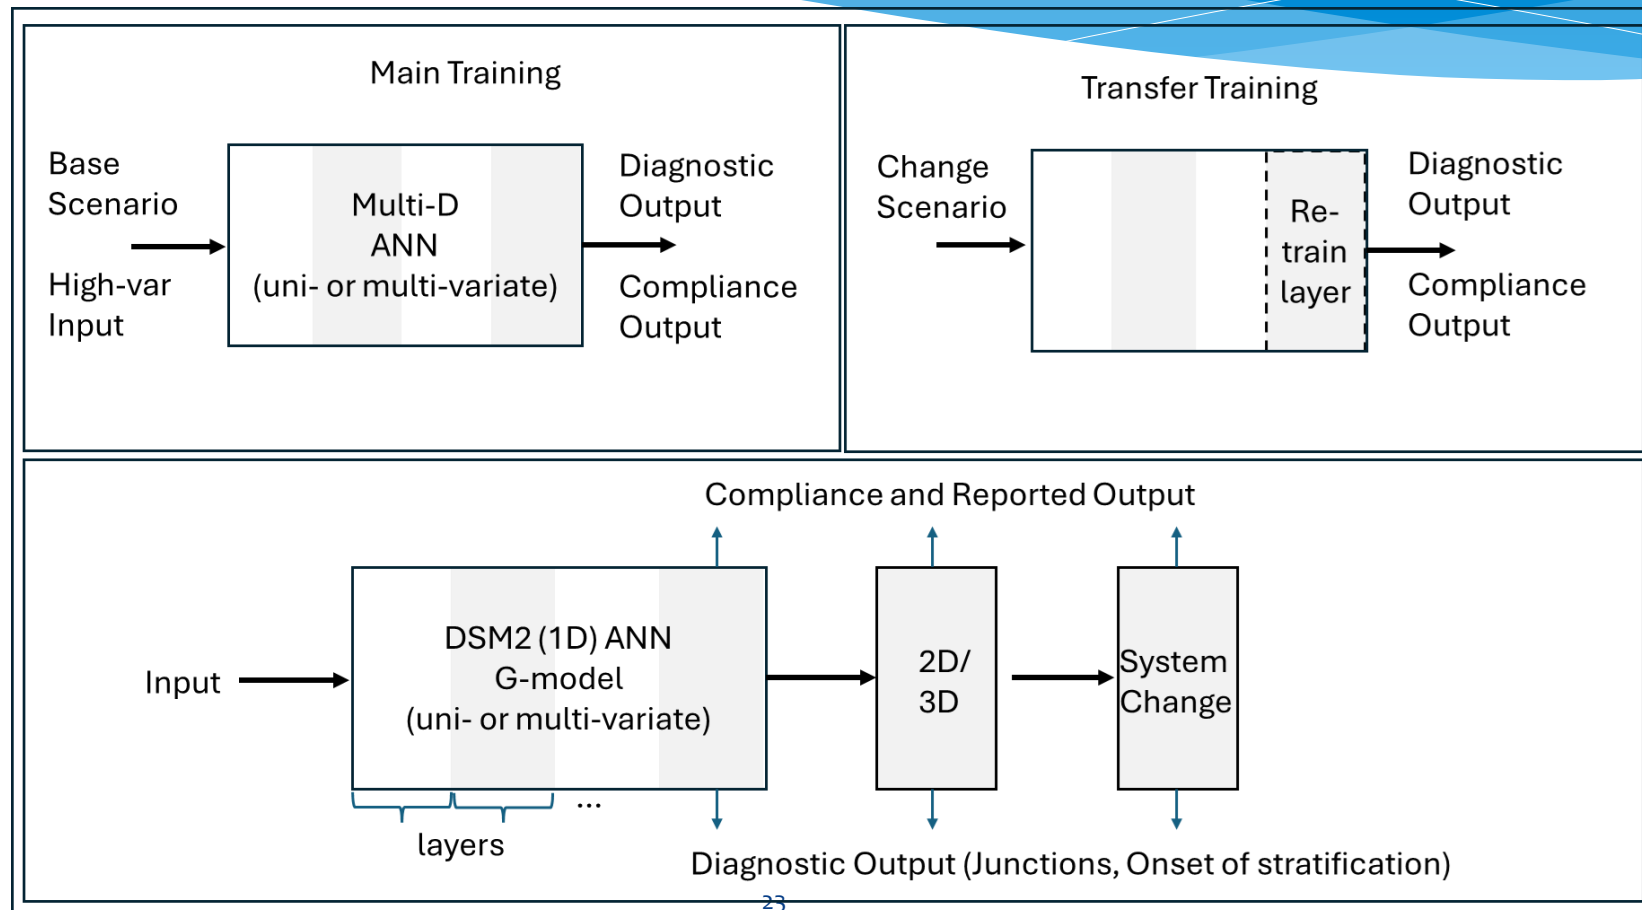 Main Training
Base
Scenario
High-var
Input
Multi-D
ANN
(uni- or multi-variate)
Diagnostic
Output
Compliance
Output
Transfer Training
Change
Scenario
Re-
train
layer
Diagnostic
Output
Compliance
Output
Compliance and Reported Output
Input
DSM2 (1D) ANN
G-model
(uni- or multi-variate)
2D/
3D
System
Change
...
layers
Diagnostic Output (Junctions, Onset of stratification)
23